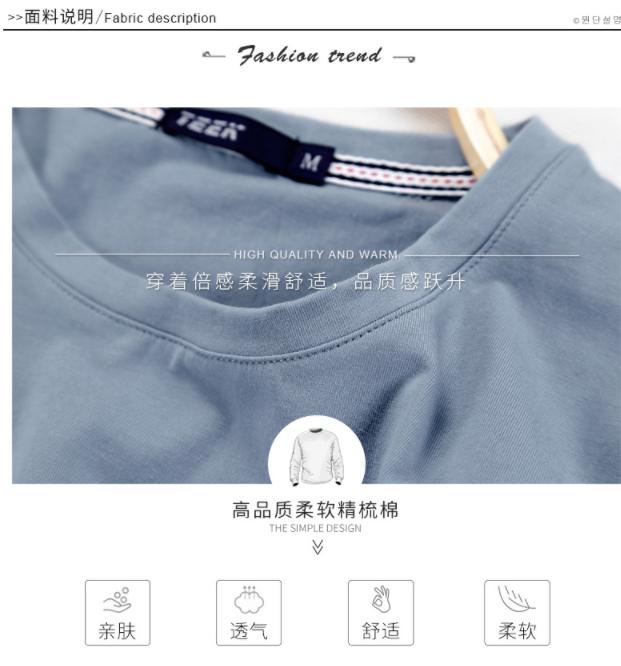 >>面料说明/Fabric description
©원단설명
Fashion trend
TEEK
M
HIGH QUALITY AND WARM
穿着倍感柔滑舒适，品质感跃升
高品质柔软精梳棉
THE SIMPLE DESIGN
亲肤 透气 舒适 柔软